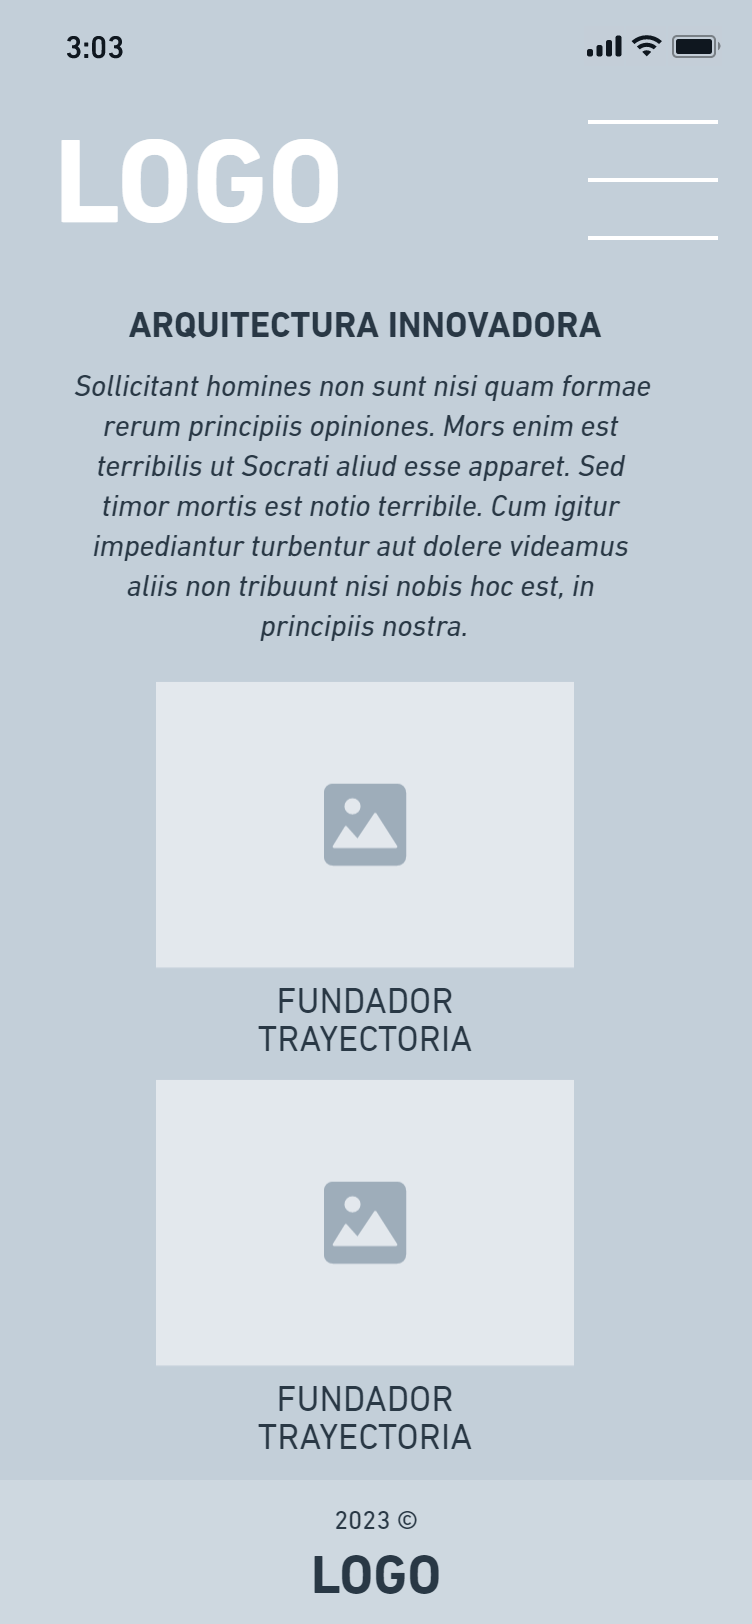 3:03
LOGO
ARQUITECTURA INNOVADORA
Sollicitant homines non sunt nisi quam formae
rerum principiis opiniones. Mors enim est
terribilis ut Socrati aliud esse apparet. Sed
timor mortis est notio terribile. Cum igitur
impediantur turbentur aut dolere videamus
aliis non tribuunt nisi nobis hoc est, in
principiis nostra.
FUNDADOR
TRAYECTORIA
FUNDADOR
TRAYECTORIA
2023 ©
LOGO